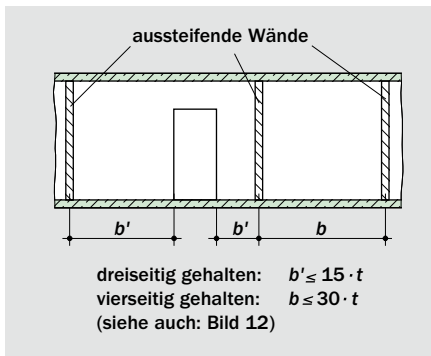 aussteifende Wände
b' b' b
dreiseitig gehalten: b' ≤ 15 · t
vierseitig gehalten: b ≤ 30 · t
(siehe auch: Bild 12)